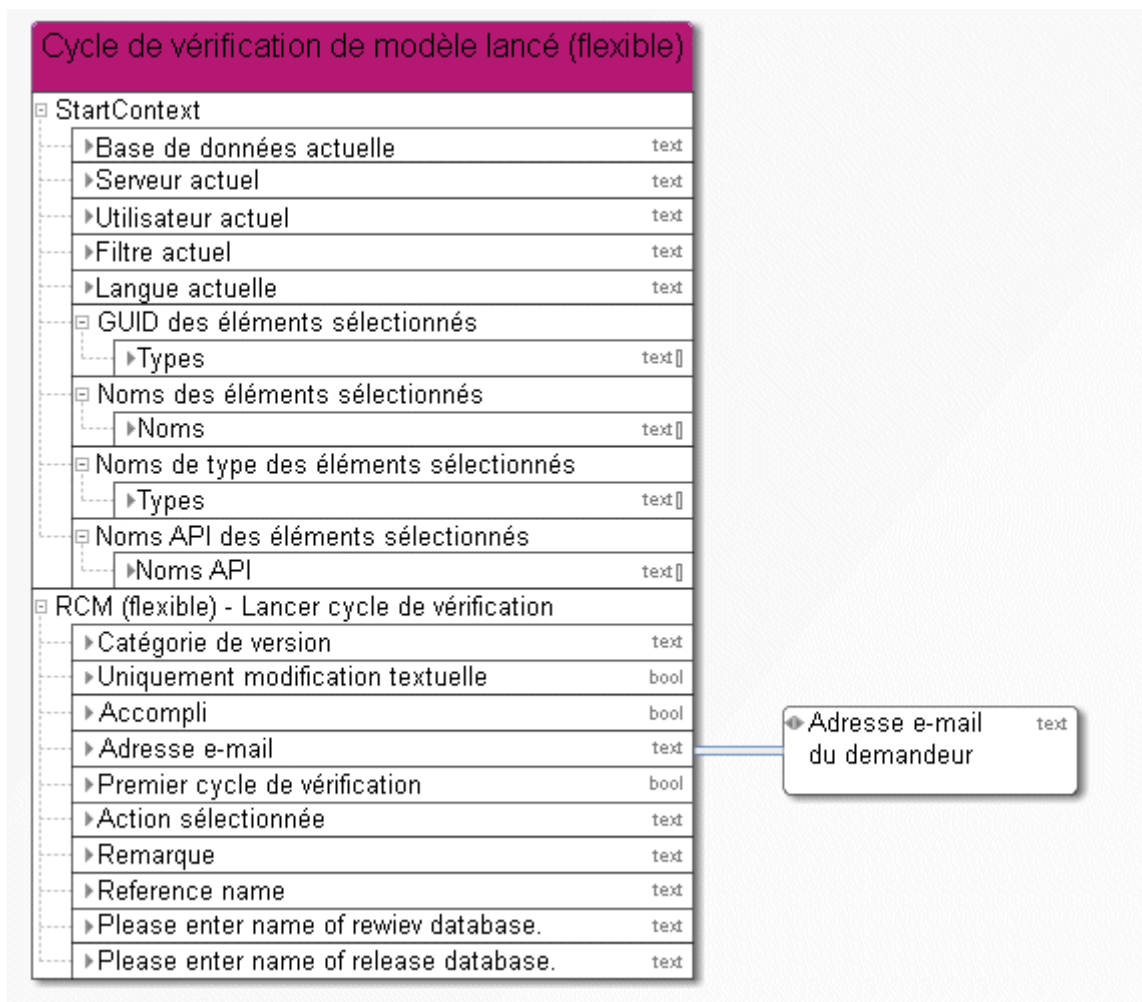 Cycle de vérification de modèle lancé (flexible)
StartContext
Base de données actuelle text
Serveur actuel text
Utilisateur actuel text
Filtre actuel text
Langue actuelle text
GUID des éléments sélectionnés
Types text[]
Noms des éléments sélectionnés
Noms text[]
Noms de type des éléments sélectionnés
Types text[]
Noms API des éléments sélectionnés
Noms API text[]
RCM (flexible) - Lancer cycle de vérification
Catégorie de version text
Uniquement modification textuelle bool
Accompli bool
Adresse e-mail text
Premier cycle de vérification bool
Action sélectionnée text
Remarque text
Reference name text
Please enter name of rewiev database. text
Please enter name of release database. text
Adresse e-mail text
du demandeur